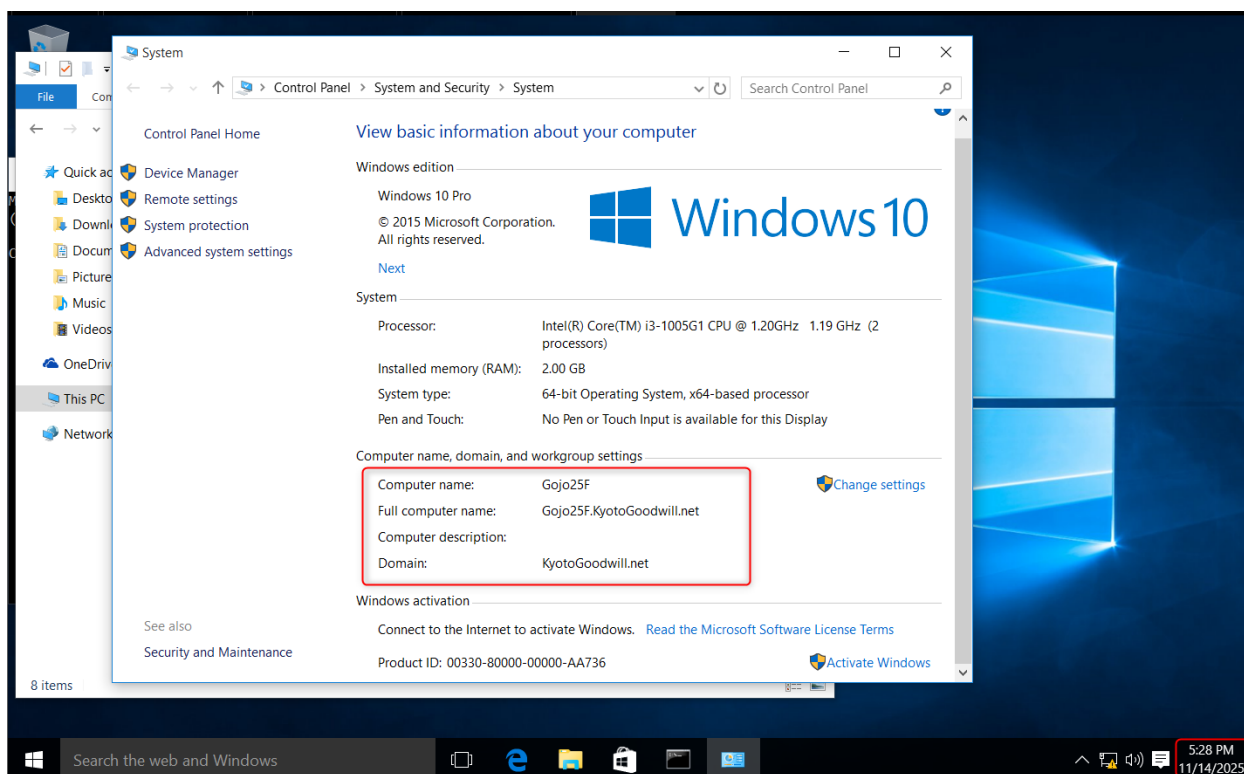 System
Control Panel > System and Security > System
Search Control Panel
File
Quick
Music
Videos
This PC
Network
8 items
Control Panel Home
Device Manager
Remote settings
System protection
Advanced system settings
See also
Security and Maintenance
View basic information about your computer
Windows edition
Windows 10 Pro
© 2015 Microsoft Corporation.
All rights reserved.
Next
Windows 10
System
Processor: Intel(R) Core(TM) i3-1005G1 CPU @ 1.20GHz 1.19 GHz (2
processors)
Installed memory (RAM): 2.00 GB
System type: 64-bit Operating System, x64-based processor
Pen and Touch: No Pen or Touch Input is available for this Display
Computer name, domain, and workgroup settings
Computer name: Gojo25F
Change settings
Full computer name: Gojo25F.KyotoGoodwill.net
Computer description:
Domain: KyotoGoodwill.net
Windows activation
Connect to the Internet to activate Windows. Read the Microsoft Software License Terms
Product ID: 00330-80000-00000-AA736
Activate Windows
Search the web and Windows
5:28 PM
11/14/2025